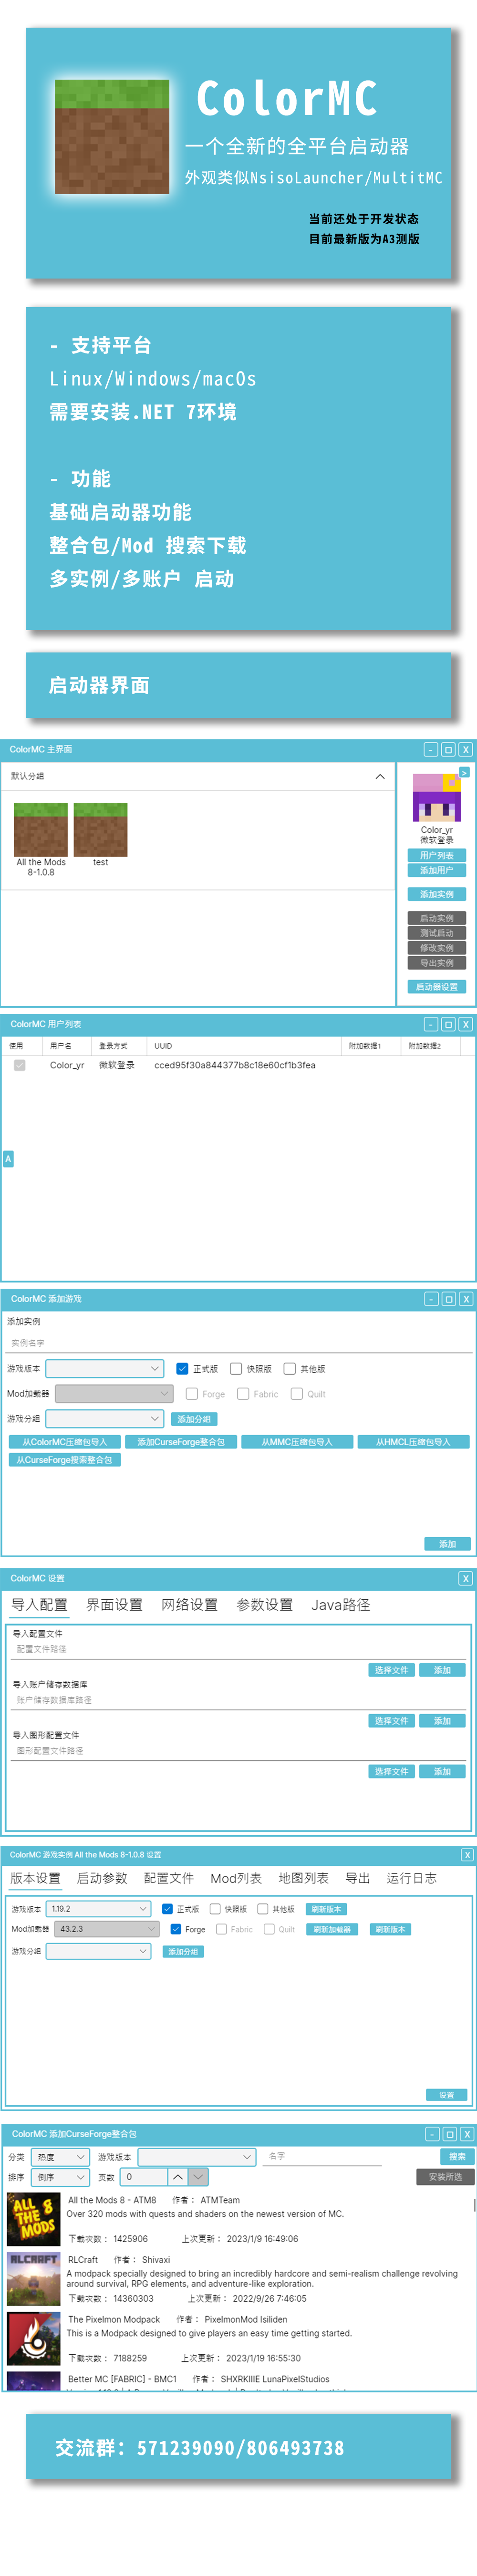 ColorMC
一个全新的全平台启动器
外观类似NsisoLauncher/MultitMC
当前还处于开发状态
目前最新版为A3测版
- 支持平台
Linux/Windows/macOs
需要安装.NET 7环境
- 功能
基础启动器功能
整合包/Mod 搜索下载
多实例/多账户 启动
启动器界面
ColorMC 主界面
默认分组
All the Mods 8-1.0.8
test
Color_yr
微软登录
用户列表
添加用户
添加实例
启动实例
测试启动
修改实例
导出实例
启动器设置
ColorMC 用户列表
使用 用户名 登录方式 UUID 附加数据1 附加数据2
Color_yr 微软登录 cced95f30a844377b8c18e60cf1b3fea
A
ColorMC 添加游戏
添加实例
实例名字
游戏版本 正式版 快照版 其他版
Mod加载器 Forge Fabric Quilt
游戏分组 添加分组
从ColorMC压缩包导入 添加CurseForge整合包 从MMC压缩包导入 从HMCL压缩包导入
从CurseForge搜索整合包
添加
ColorMC 设置
导入配置 界面设置 网络设置 参数设置 Java路径
导入配置文件
配置文件路径
选择文件 添加
导入账户储存数据库
账户储存数据库路径
选择文件 添加
导入图形配置文件
图形配置文件路径
选择文件 添加
ColorMC 游戏实例 All the Mods 8-1.0.8 设置
版本设置 启动参数 配置文件 Mod列表 地图列表 导出 运行日志
游戏版本 1.19.2 正式版 快照版 其他版 刷新版本
Mod加载器 43.2.3 Forge Fabric Quilt 刷新加载器 刷新版本
游戏分组 添加分组
设置
ColorMC 添加CurseForge整合包
分类 热度 游戏版本 名字 搜索
排序 倒序 页数 0 安装所选
All the Mods 8 - ATM8 作者： ATMTeam
Over 320 mods with quests and shaders on the newest version of MC.
下载次数： 1425906 上次更新： 2023/1/9 16:49:06
RLCraft 作者： Shivaxi
A modpack specially designed to bring an incredibly hardcore and semi-realism challenge revolving
around survival, RPG elements, and adventure-like exploration.
下载次数： 14360303 上次更新： 2022/9/26 7:46:05
The Pixelmon Modpack 作者： PixelmonMod Isiliden
This is a Modpack designed to give players an easy time getting started.
下载次数： 7188259 上次更新： 2023/1/19 16:55:30
Better MC [FABRIC] - BMC1 作者： SHXRKIIIE LunaPixelStudios
交流群：571239090/806493738